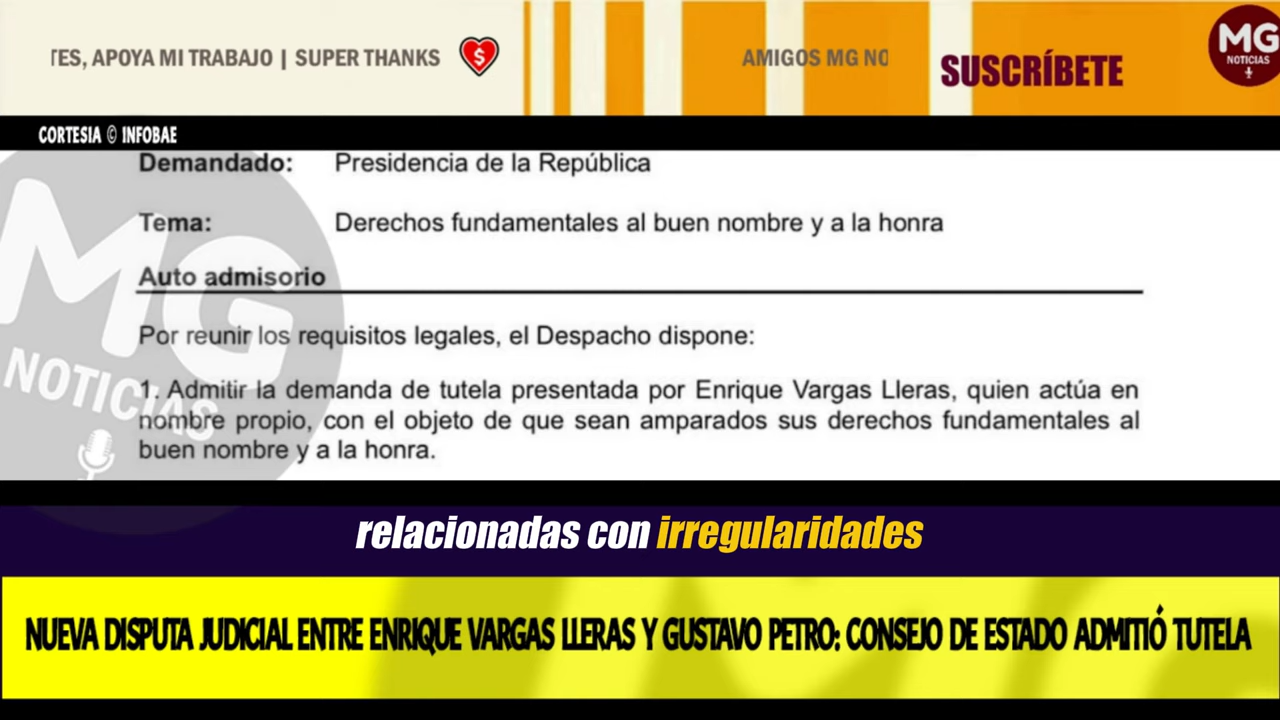 TES, APOYA MI TRABAJO | SUPER THANKS
AMIGOS MG NO
SUSCRÍBETE
MG
NOTICIAS
CORTESIA © INFOBAE
Demandado: Presidencia de la República
Tema: Derechos fundamentales al buen nombre y a la honra
Auto admisorio
Por reunir los requisitos legales, el Despacho dispone:
1. Admitir la demanda de tutela presentada por Enrique Vargas Lleras, quien actúa en
nombre propio, con el objeto de que sean amparados sus derechos fundamentales al
buen nombre y a la honra.
MG
NOTICIAS
relacionadas con irregularidades
NUEVA DISPUTA JUDICIAL ENTRE ENRIQUE VARGAS LLERAS Y GUSTAVO PETRO: CONSEJO DE ESTADO ADMITIÓ TUTELA